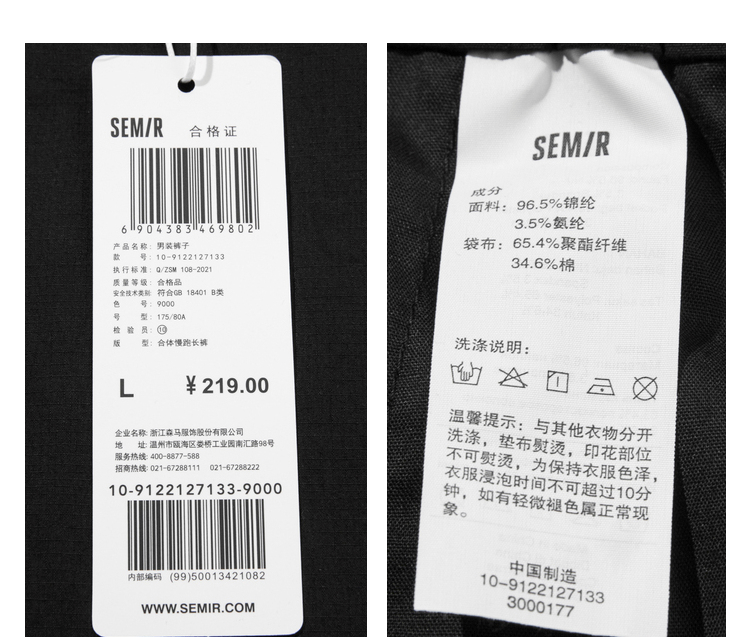 SEMIR 合格证
6 904383 469802
产品名称: 男装裤子
款 号: 10-9122127133
执行标准: Q/ZSM 108-2021
质量等级: 合格品
安全技术类别: 符合GB 18401 B类
色 号: 9000
号 型: 175/80A
检 验 员: 10
版 型: 合体慢跑长裤
L ¥ 219.00
企业名称: 浙江森马服饰股份有限公司
地 址: 温州市瓯海区娄桥工业园南汇路98号
服务热线: 400-8877-588
招商热线: 021-67288111 021-67288222
10-9122127133-9000
内部编码 (99)50013421082
WWW.SEMIR.COM
SEMIR
成分
面料: 96.5%锦纶
3.5%氨纶
袋布: 65.4%聚酯纤维
34.6%棉
洗涤说明:
温馨提示: 与其他衣物分开
洗涤，垫布熨烫，印花部位
不可熨烫，为保持衣服色泽，
衣服浸泡时间不可超过10分
钟，如有轻微褪色属正常现
象。
中国制造
10-9122127133
3000177